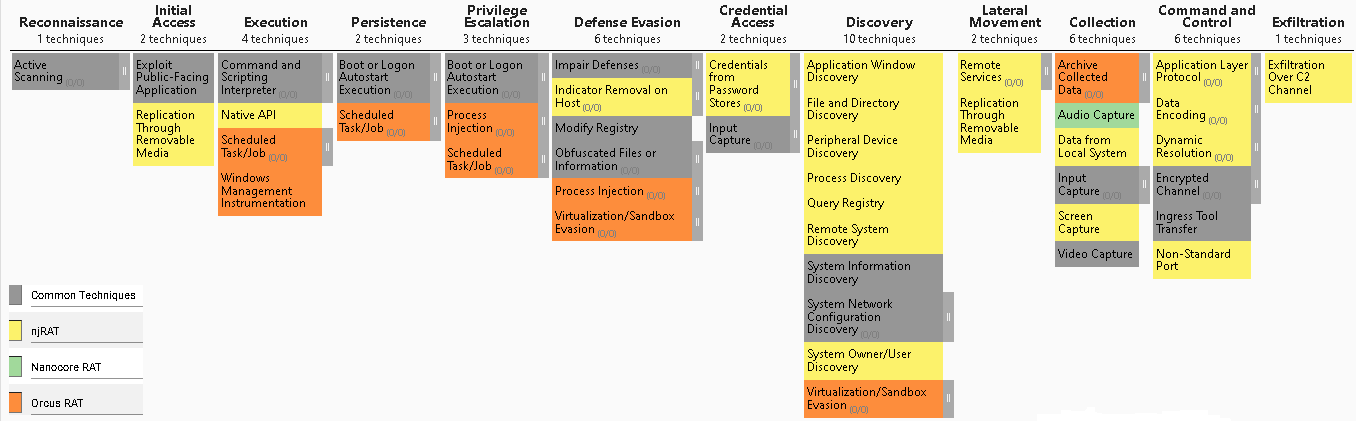 Reconnaissance
1 techniques
Active
Scanning (0/0)
Initial
Access
2 techniques
Exploit
Public-Facing
Application
Replication
Through
Removable
Media
Execution
4 techniques
Command and
Scripting
Interpreter (0/0)
Native API
Scheduled
Task/Job (0/0)
Windows
Management
Instrumentation
Persistence
2 techniques
Boot or Logon
Autostart
Execution (0/0)
Scheduled
Task/Job (0/0)
Privilege
Escalation
3 techniques
Boot or Logon
Autostart
Execution (0/0)
Process
Injection (0/0)
Scheduled
Task/Job (0/0)
Defense Evasion
6 techniques
Impair Defenses (0/0)
Indicator Removal on
Host (0/0)
Modify Registry
Obfuscated Files or
Information (0/0)
Process Injection (0/0)
Virtualization/Sandbox
Evasion (0/0)
Credential
Access
2 techniques
Credentials
from
Password
Stores (0/0)
Input
Capture (0/0)
Discovery
10 techniques
Application Window
Discovery
File and Directory
Discovery
Peripheral Device
Discovery
Process Discovery
Query Registry
Remote System
Discovery
System Information
Discovery
System Network
Configuration
Discovery (0/0)
System Owner/User
Discovery
Virtualization/Sandbox
Evasion (0/0)
Lateral
Movement
2 techniques
Remote
Services (0/0)
Replication
Through
Removable
Media
Collection
6 techniques
Archive
Collected
Data (0/0)
Audio Capture
Data from
Local System
Input
Capture (0/0)
Screen
Capture
Video Capture
Command and
Control
6 techniques
Application Layer
Protocol (0/0)
Data
Encoding (0/0)
Dynamic
Resolution (0/0)
Encrypted
Channel (0/0)
Ingress Tool
Transfer
Non-Standard
Port
Exfiltration
1 techniques
Exfiltration
Over C2
Channel
Common Techniques
njRAT
Nanocore RAT
Orcus RAT